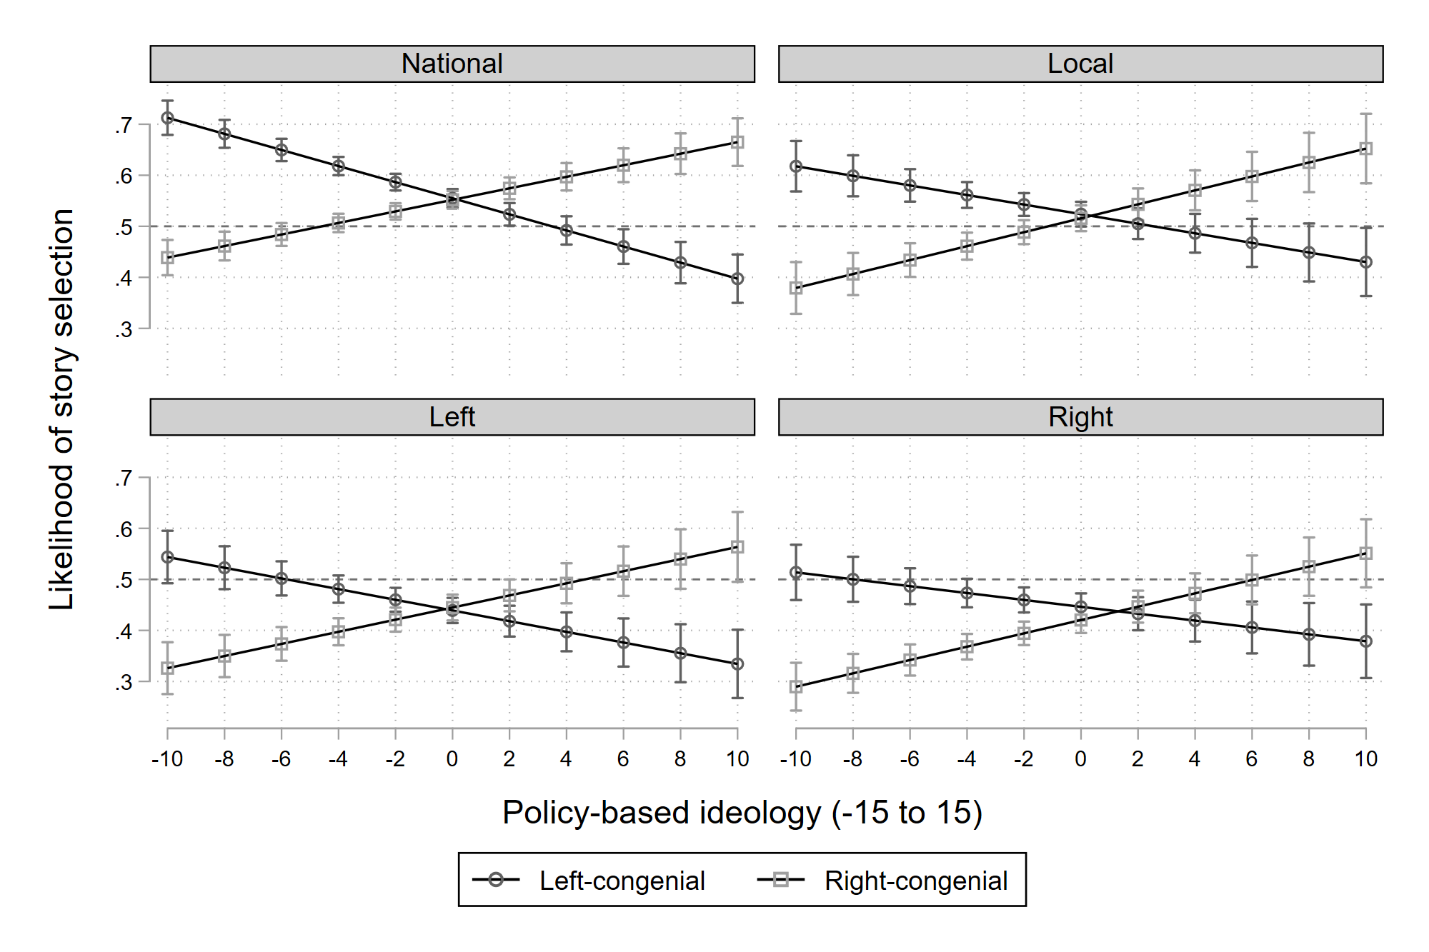 National
Local
.7
.6
.5
.4
.3
Left
Right
.7
.6
.5
.4
.3
Likelihood of story selection
-10 -8 -6 -4 -2 0 2 4 6 8 10
-10 -8 -6 -4 -2 0 2 4 6 8 10
Policy-based ideology (-15 to 15)
Left-congenial
Right-congenial